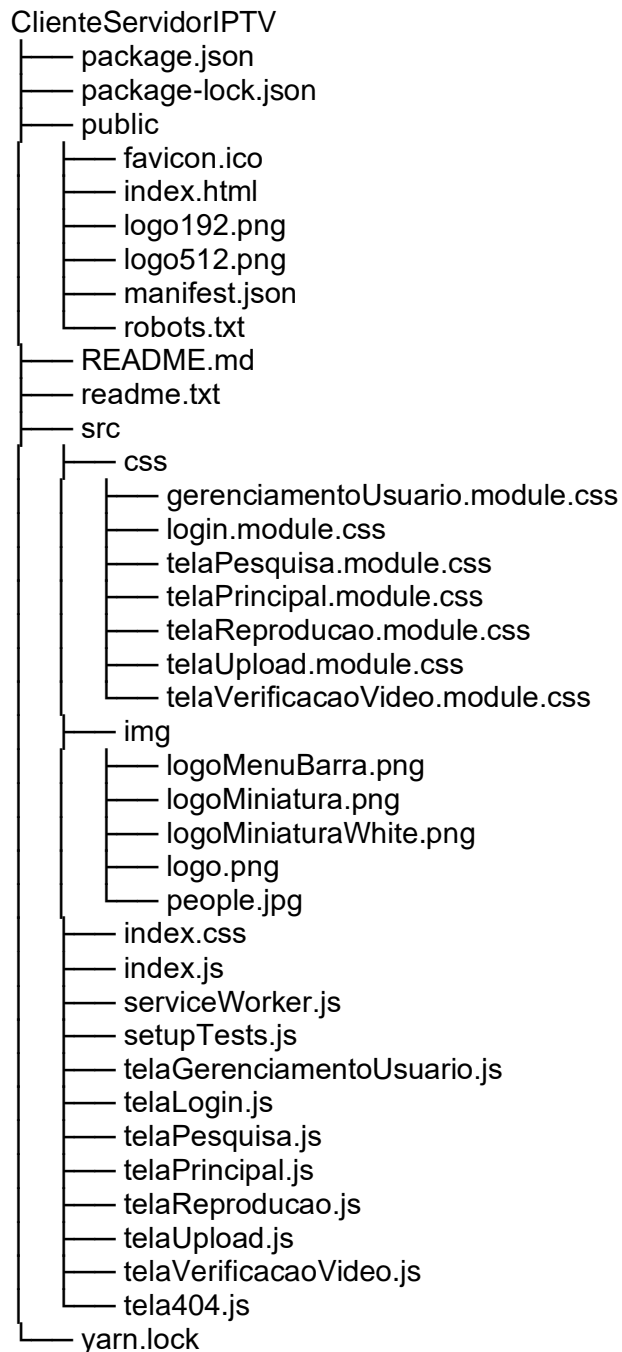 ClienteServidorIPTV
├── package.json
├── package-lock.json
├── public
│   ├── favicon.ico
│   ├── index.html
│   ├── logo192.png
│   ├── logo512.png
│   ├── manifest.json
│   └── robots.txt
├── README.md
├── readme.txt
├── src
│   ├── css
│   │   ├── gerenciamentoUsuario.module.css
│   │   ├── login.module.css
│   │   ├── telaPesquisa.module.css
│   │   ├── telaPrincipal.module.css
│   │   ├── telaReproducao.module.css
│   │   ├── telaUpload.module.css
│   │   └── telaVerificacaoVideo.module.css
│   ├── img
│   │   ├── logoMenuBarra.png
│   │   ├── logoMiniatura.png
│   │   ├── logoMiniaturaWhite.png
│   │   ├── logo.png
│   │   └── people.jpg
│   ├── index.css
│   ├── index.js
│   ├── serviceWorker.js
│   ├── setupTests.js
│   ├── telaGerenciamentoUsuario.js
│   ├── telaLogin.js
│   ├── telaPesquisa.js
│   ├── telaPrincipal.js
│   ├── telaReproducao.js
│   ├── telaUpload.js
│   ├── telaVerificacaoVideo.js
│   └── tela404.js
└── yarn.lock